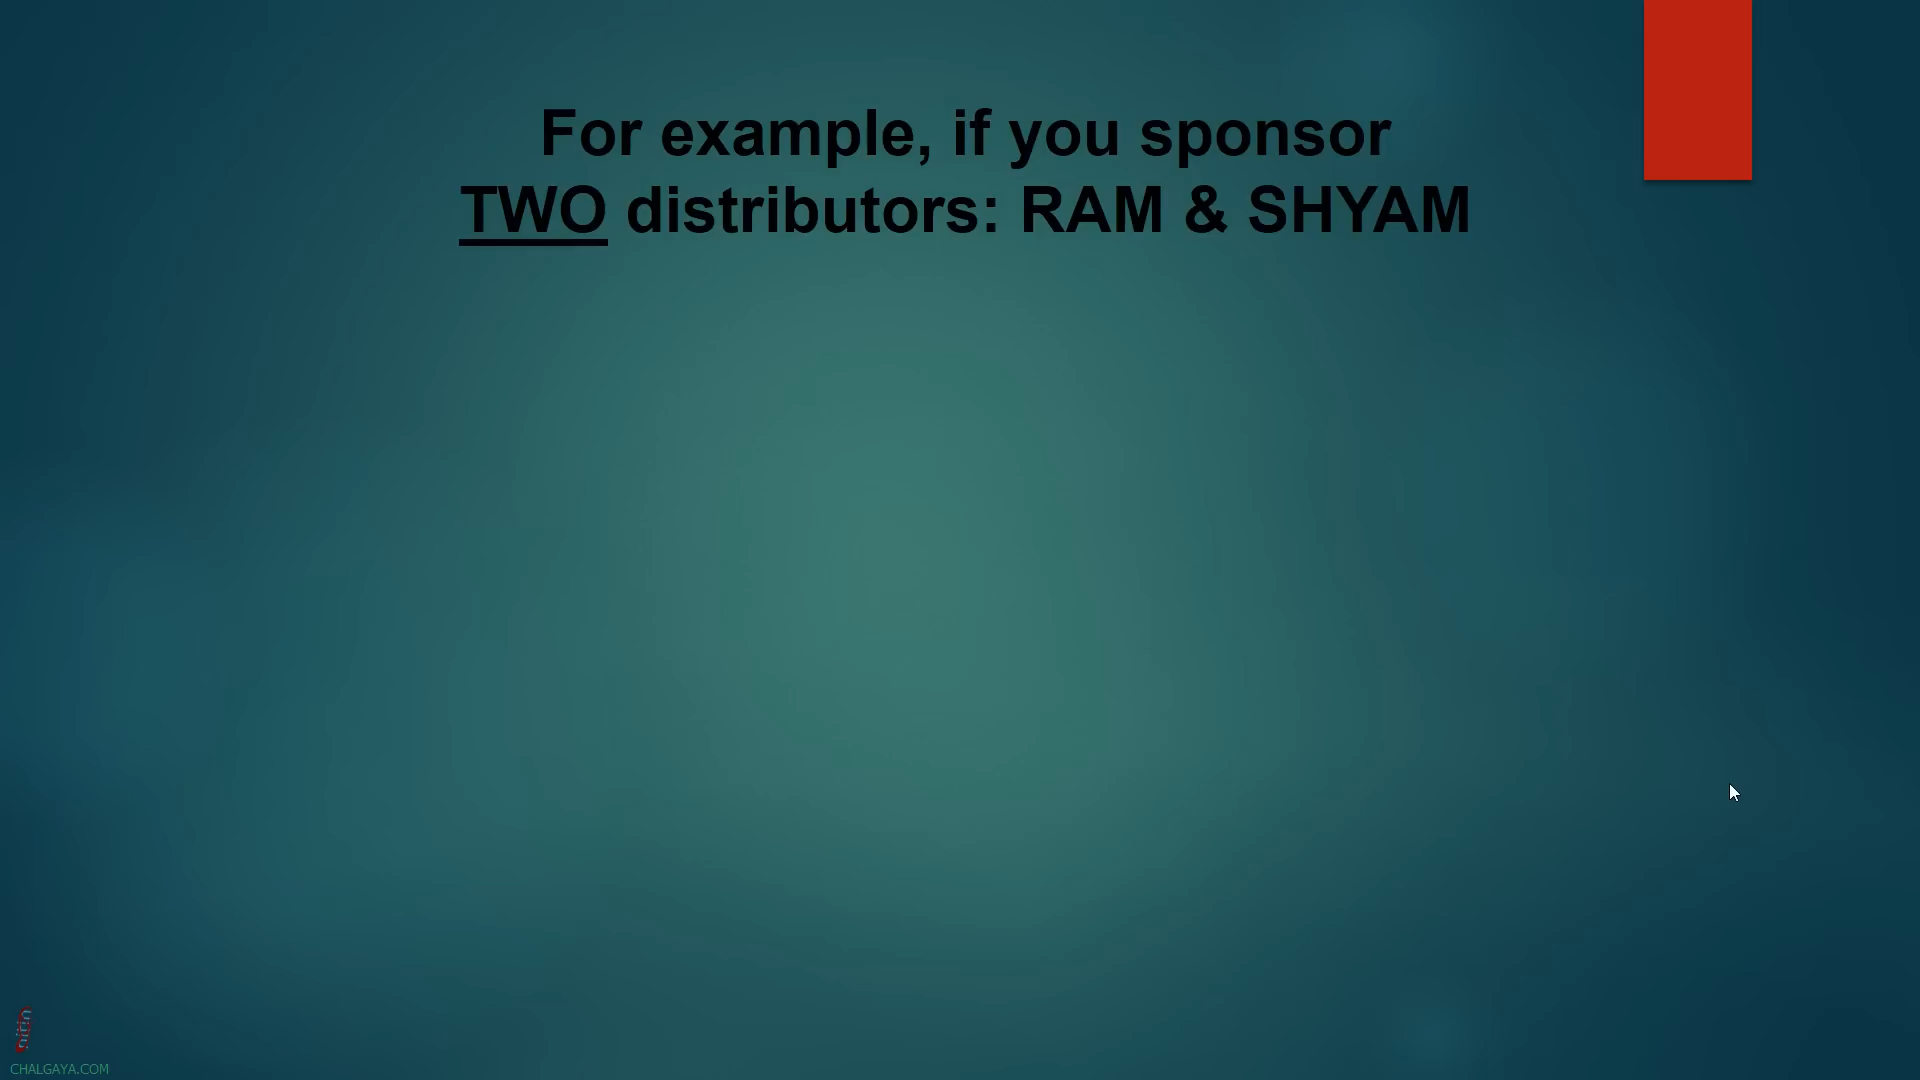 For example, if you sponsor
TWO distributors: RAM & SHYAM
CHALGAYA.COM